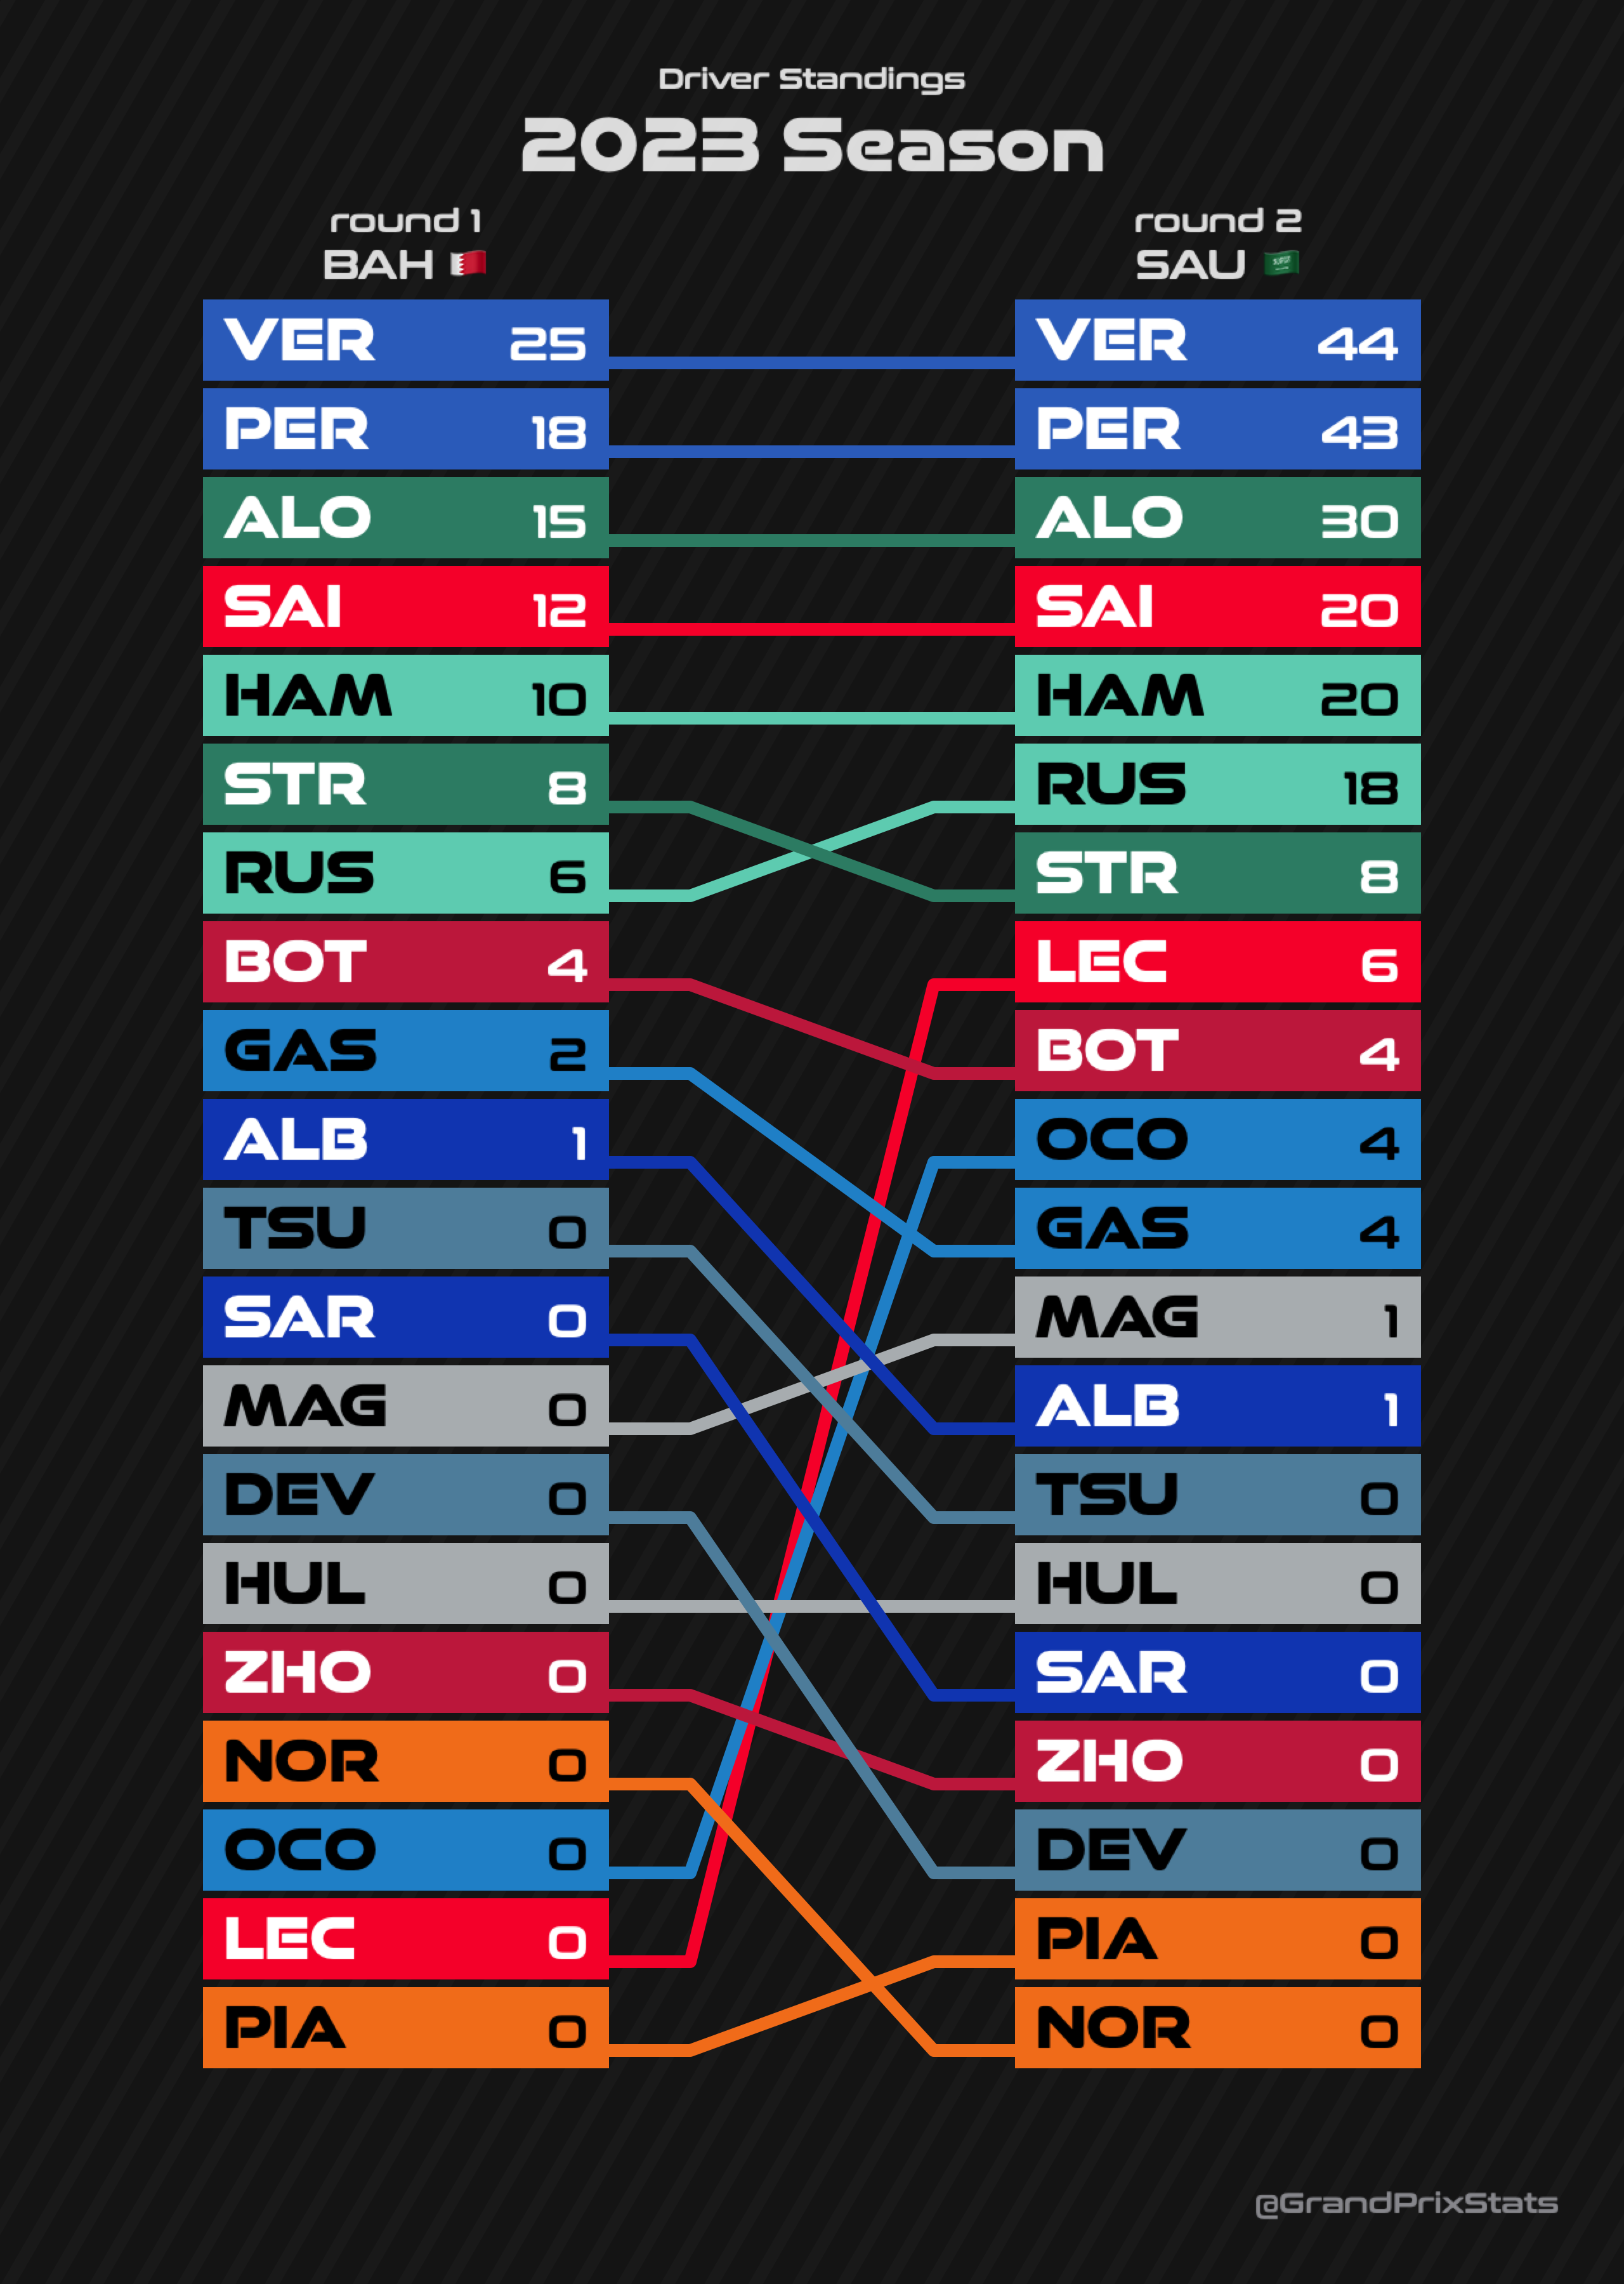 Driver Standings
2023 Season
round 1
BAH
round 2
SAU
VER 25 VER 44
PER 18 PER 43
ALO 15 ALO 30
SAI 12 SAI 20
HAM 10 HAM 20
STR 8 RUS 18
RUS 6 STR 8
BOT 4 LEC 6
GAS 2 BOT 4
ALB 1 OCO 4
TSU 0 GAS 4
SAR 0 MAG 1
MAG 0 ALB 1
DEV 0 TSU 0
HUL 0 HUL 0
ZHO 0 SAR 0
NOR 0 ZHO 0
OCO 0 DEV 0
LEC 0 PIA 0
PIA 0 NOR 0
@GrandPrixStats